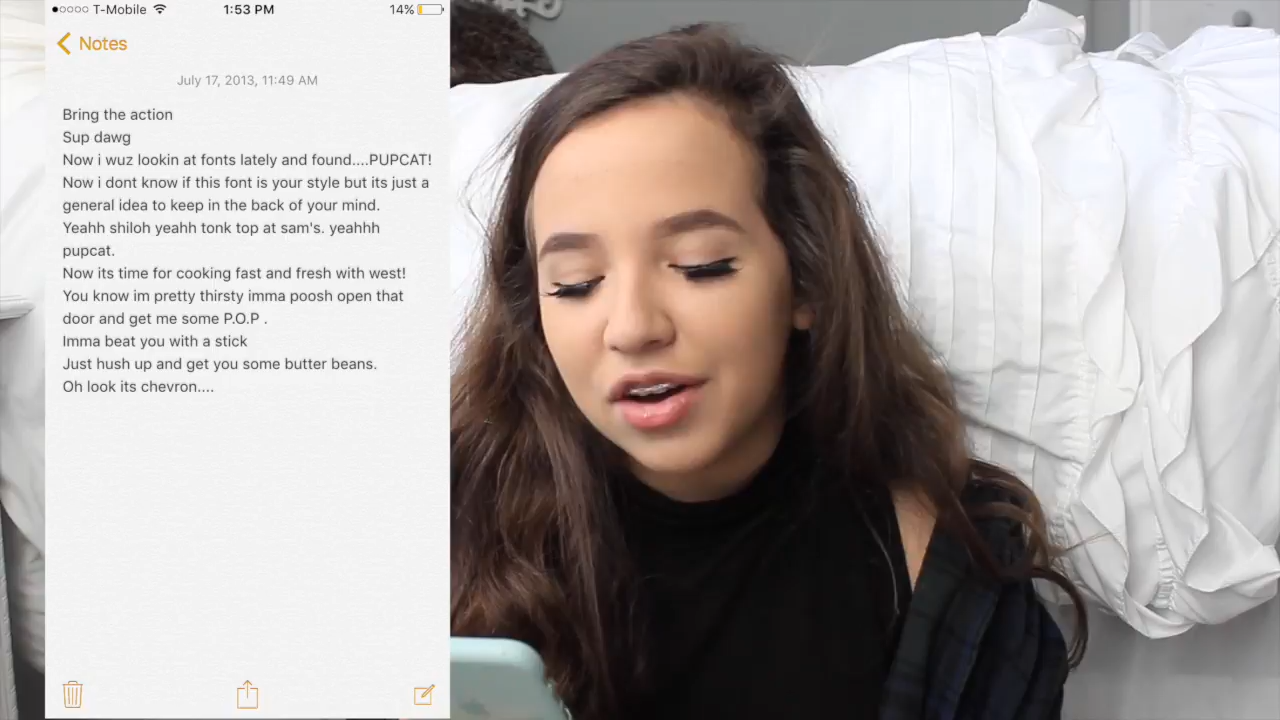 T-Mobile 1:53 PM 14%
Notes
July 17, 2013, 11:49 AM
Bring the action
Sup dawg
Now i wuz lookin at fonts lately and found....PUPCAT!
Now i dont know if this font is your style but its just a
general idea to keep in the back of your mind.
Yeahh shiloh yeahh tonk top at sam's. yeahhh
pupcat.
Now its time for cooking fast and fresh with west!
You know im pretty thirsty imma poosh open that
door and get me some P.O.P .
Imma beat you with a stick
Just hush up and get you some butter beans.
Oh look its chevron....